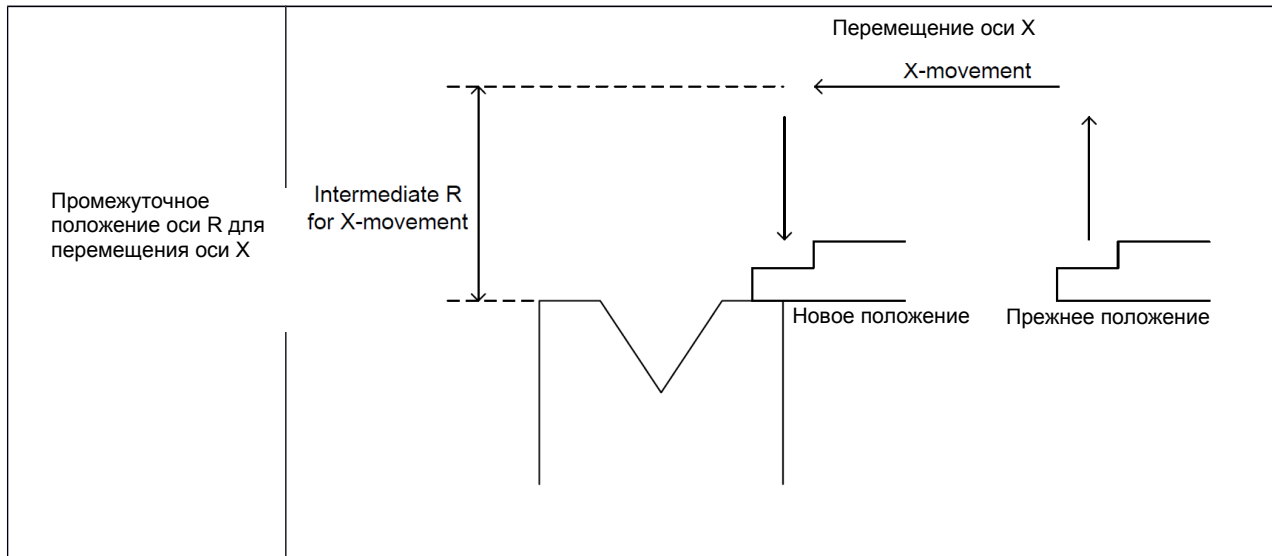 Перемещение оси X
X-movement
Промежуточное
положение оси R для
перемещения оси X
Intermediate R
for X-movement
Новое положение
Прежнее положение